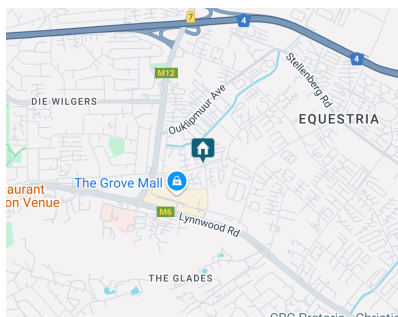 7
4
4
M12
Stellenberg Rd
DIE WILGERS
Ouklipmuur Ave
EQUESTRIA
The Grove Mall
aurant
on Venue
M6
Lynnwood Rd
THE GLADES